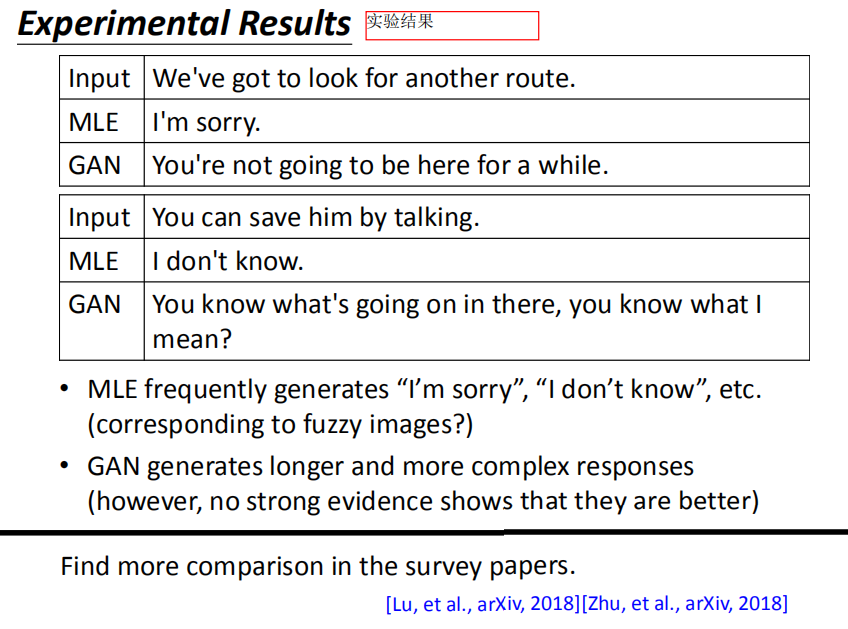 Experimental Results
实验结果
Input We've got to look for another route.
MLE I'm sorry.
GAN You're not going to be here for a while.
Input You can save him by talking.
MLE I don't know.
GAN You know what's going on in there, you know what I
mean?
• MLE frequently generates “I’m sorry”, “I don’t know”, etc.
(corresponding to fuzzy images?)
• GAN generates longer and more complex responses
(however, no strong evidence shows that they are better)
Find more comparison in the survey papers.
[Lu, et al., arXiv, 2018][Zhu, et al., arXiv, 2018]